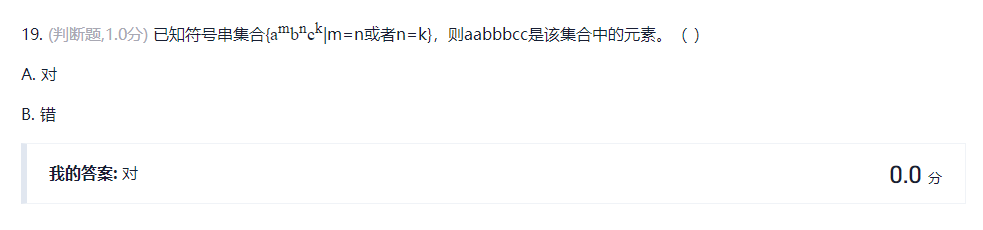 19. (判断题,1.0分) 已知符号串集合{aᵐbⁿcᵏ|m=n或者n=k}，则aabbbcc是该集合中的元素。（ ）
A. 对
B. 错
我的答案: 对 0.0 分